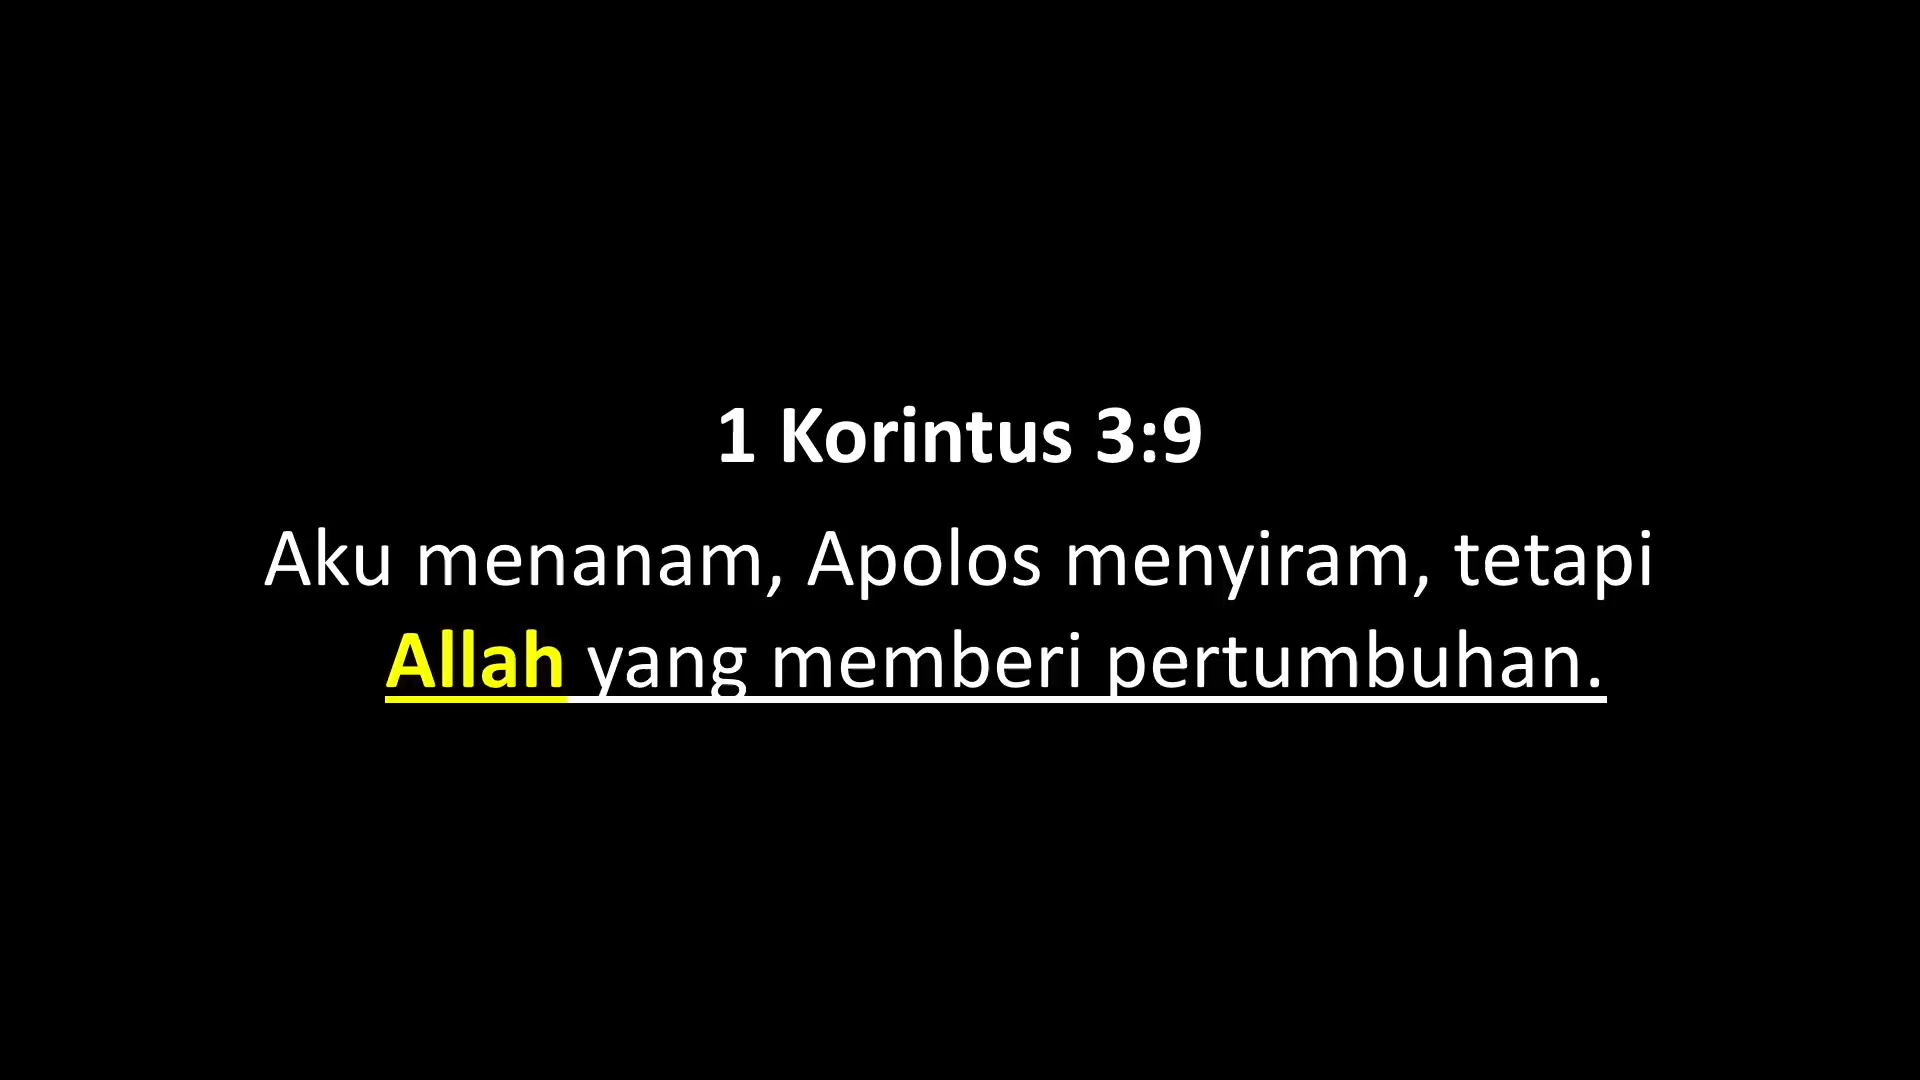 1 Korintus 3:9
Aku menanam, Apolos menyiram, tetapi
Allah yang memberi pertumbuhan.